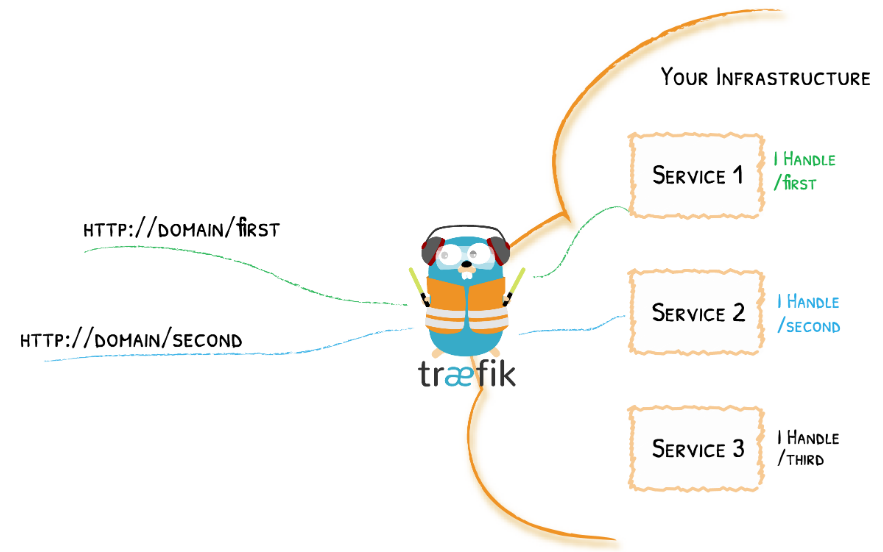 Your Infrastructure
Service 1
I Handle
/first
http://domain/first
Service 2
I Handle
/second
http://domain/second
træfik
Service 3
I Handle
/third